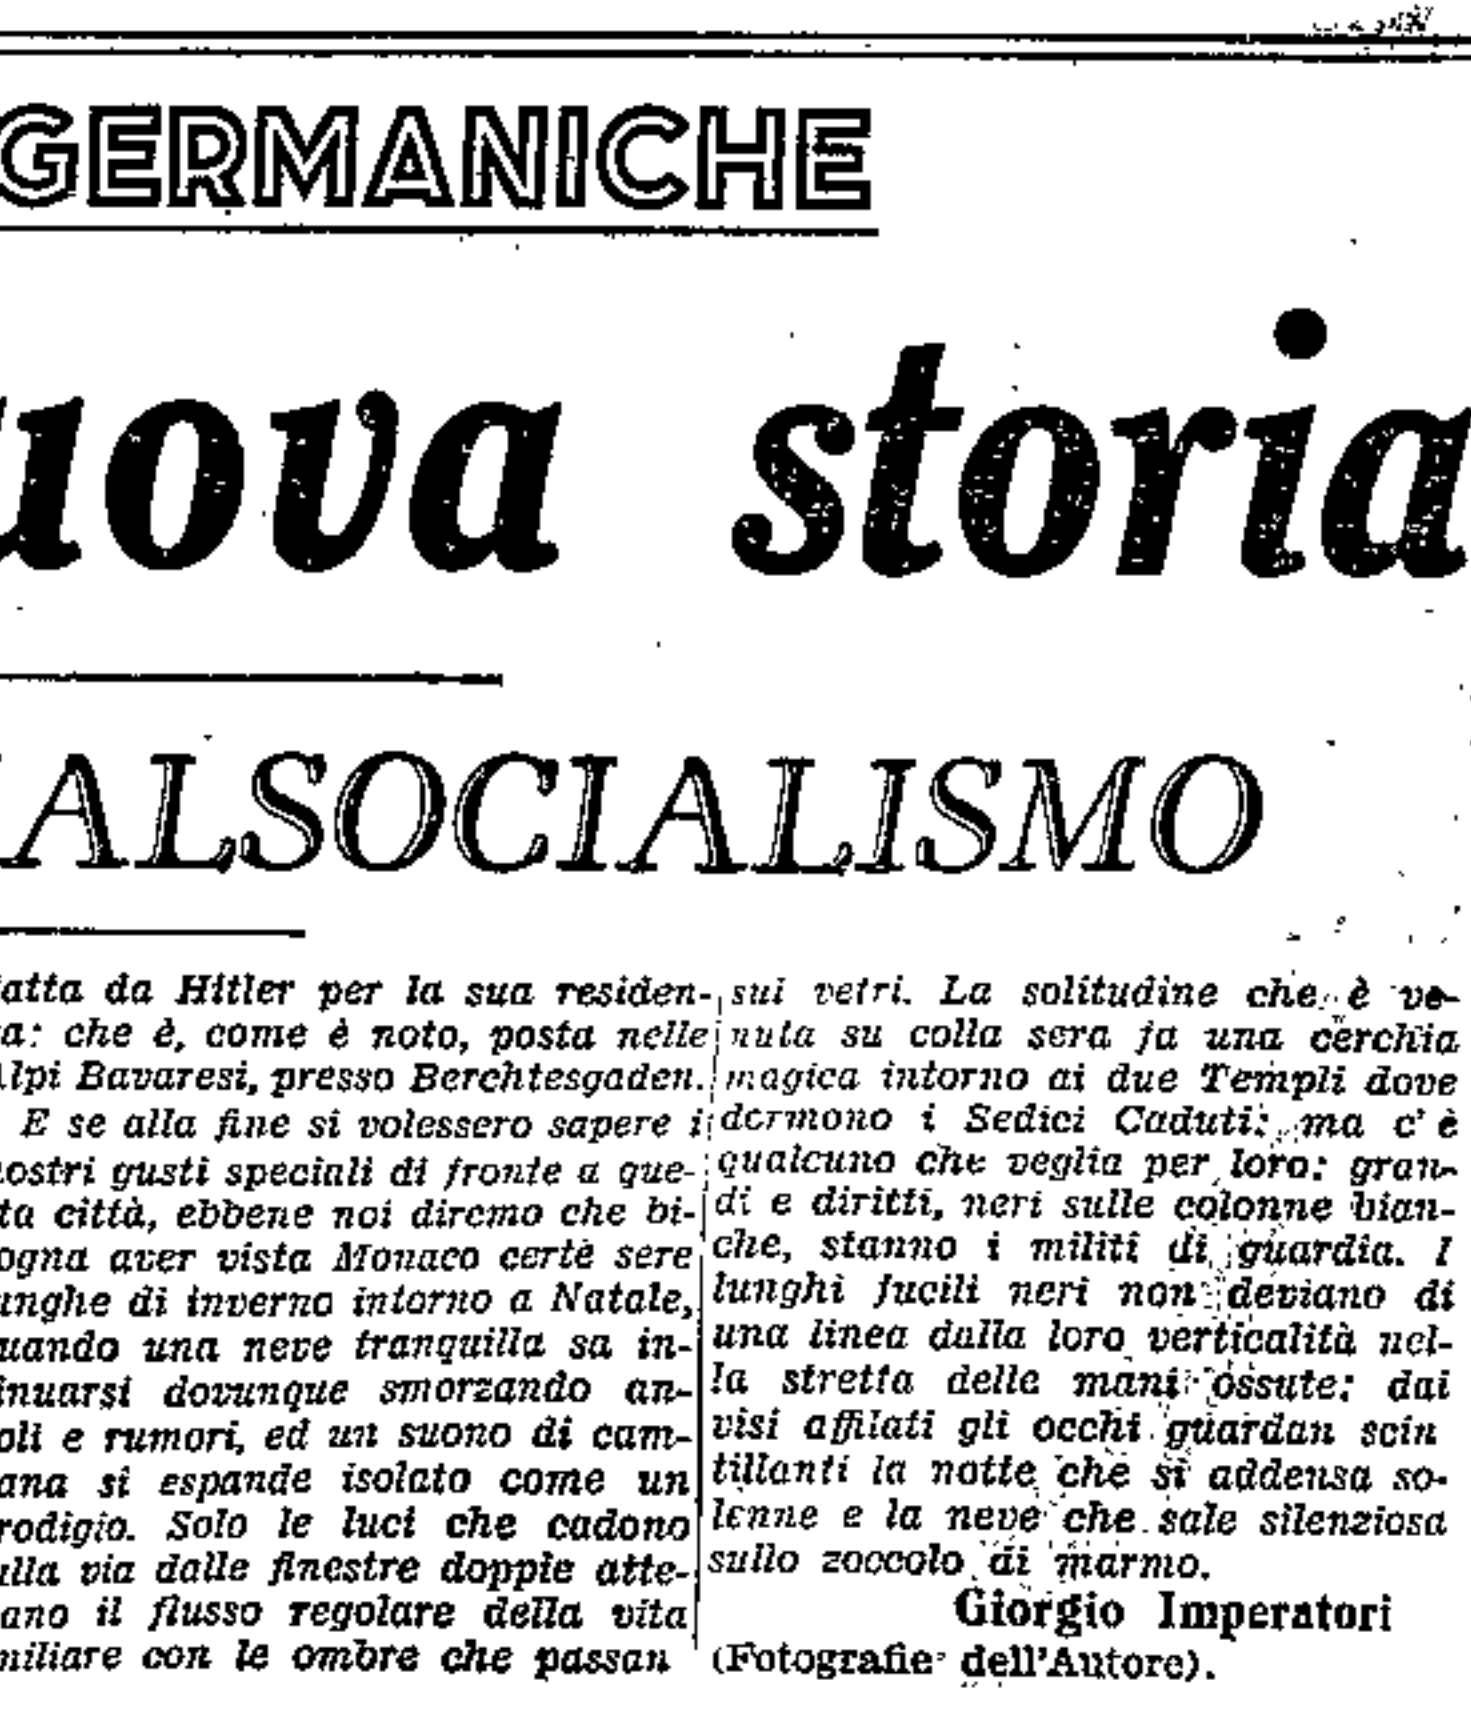 GERMANICHE
uova storia
ALSOCIALISMO
fatta da Hitler per la sua residen-
za: che è, come è noto, posta nelle
Alpi Bavaresi, presso Berchtesgaden.
E se alla fine si volessero sapere i
nostri gusti speciali di fronte a que-
ta città, ebbene noi diremo che bi-
ogna aver vista Monaco certe sere
unghe di inverno intorno a Natale,
uando una neve tranquilla sa in-
inuarsi dovunque smorzando an-
oli e rumori, ed un suono di cam-
ana si espande isolato come un
rodigio. Solo le luci che cadono
ulla via dalle finestre doppie atte-
ano il flusso regolare della vita
miliare con le ombre che passan
sui vetri. La solitudine che è ve-
nuta su colla sera fa una cerchia
magica intorno ai due Templi dove
dormono i Sedici Caduti: ma c'è
qualcuno che veglia per loro: gran-
di e diritti, neri sulle colonne bian-
che, stanno i militi di guardia. I
lunghi fucili neri non deviano di
una linea dalla loro verticalità nel-
la stretta delle mani ossute: dai
visi affilati gli occhi guardan scin
tillanti la notte che si addensa so-
lenne e la neve che sale silenziosa
sullo zoccolo di marmo.
Giorgio Imperatori
(Fotografie dell'Autore).